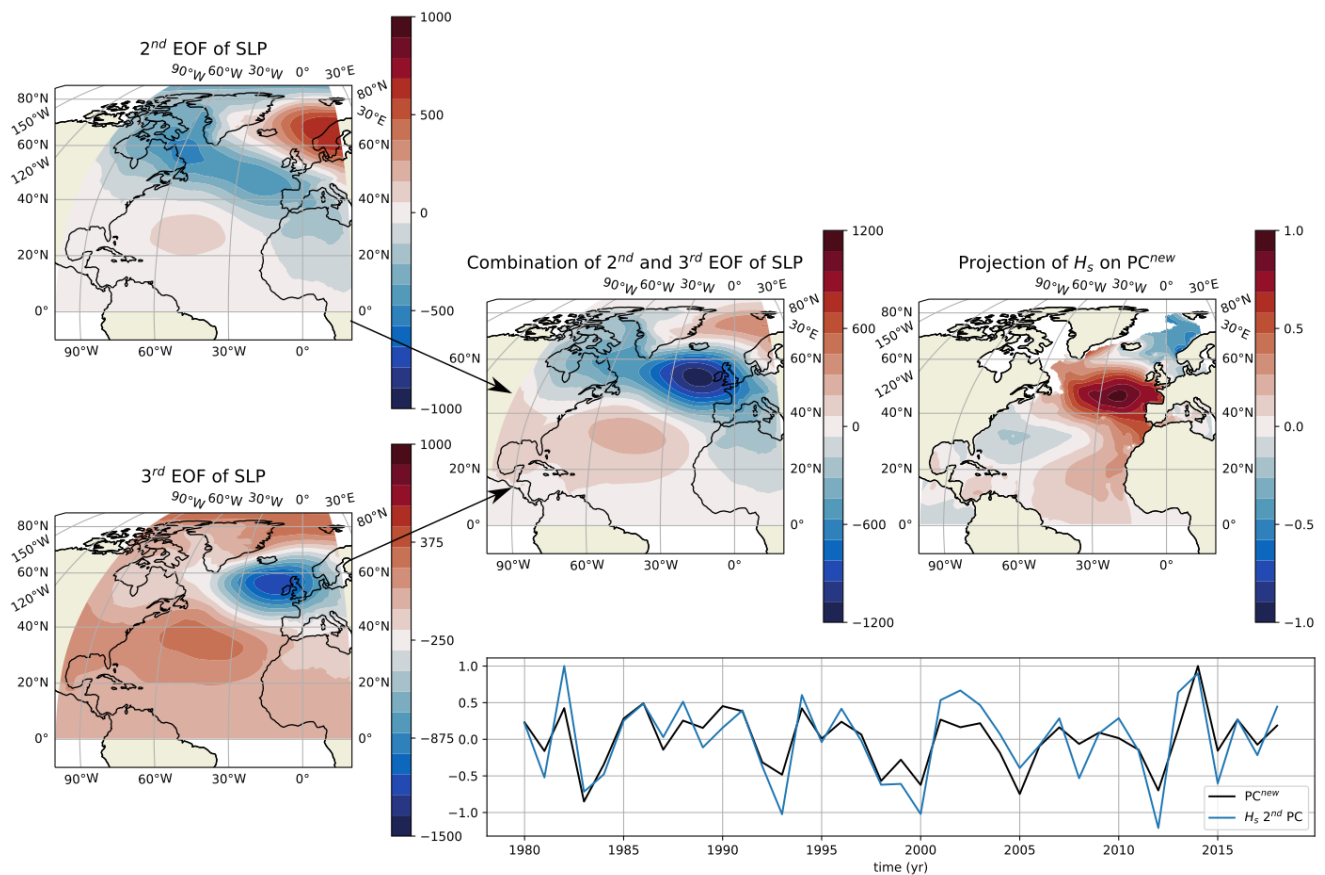 2nd EOF of SLP
90°W 60°W 30°W 0° 30°E
80°N 80°N
150°W 30°E
60°N 60°N
120°W
40°N 40°N
20°N 20°N
0° 0°
90°W 60°W 30°W 0°
1000
500
0
−500
−1000
3rd EOF of SLP
90°W 60°W 30°W 0° 30°E
80°N 80°N
150°W
60°N 60°N
120°W
40°N 40°N
20°N 20°N
0° 0°
90°W 60°W 30°W 0°
1000
375
−250
−875
−1500
Combination of 2nd and 3rd EOF of SLP
90°W 60°W 30°W 0° 30°E
80°N
30°E
60°N 60°N
40°N 40°N
20°N 20°N
0° 0°
90°W 60°W 30°W 0°
1200
600
0
−600
−1200
Projection of Hs on PCnew
90°W 60°W 30°W 0° 30°E
80°N 80°N
150°W 30°E
60°N 60°N
120°W
40°N 40°N
20°N 20°N
0° 0°
90°W 60°W 30°W 0°
1.0
0.5
0.0
−0.5
−1.0
1.0
0.5
0.0
−0.5
−1.0
PCnew
Hs 2nd PC
1980 1985 1990 1995 2000 2005 2010 2015
time (yr)